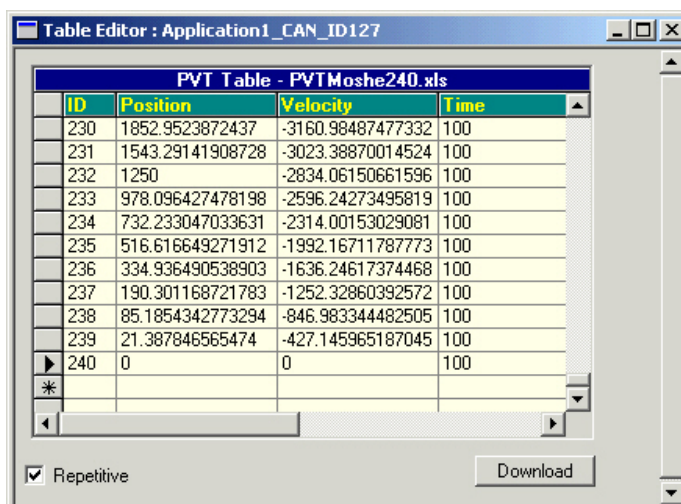 Table Editor : Application1_CAN_ID127
PVT Table - PVTMoshe240.xls
ID Position Velocity Time
230 1852.9523872437 -3160.98487477332 100
231 1543.29141908728 -3023.38870014524 100
232 1250 -2834.06150661596 100
233 978.096427478198 -2596.24273495819 100
234 732.233047033631 -2314.00153029081 100
235 516.616649271912 -1992.16711787773 100
236 334.936490538903 -1636.24617374468 100
237 190.301168721783 -1252.32860392572 100
238 85.1854342773294 -846.983344482505 100
239 21.387846565474 -427.145965187045 100
240 0 0 100
Repetitive Download